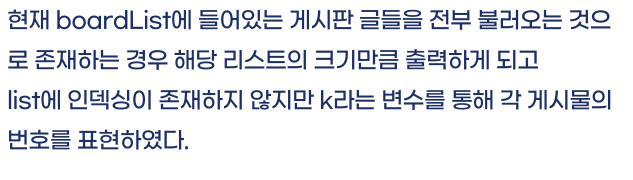 현재 boardList에 들어있는 게시판 글들을 전부 불러오는 것으
로 존재하는 경우 해당 리스트의 크기만큼 출력하게 되고
list에 인덱싱이 존재하지 않지만 k라는 변수를 통해 각 게시물의
번호를 표현하였다.